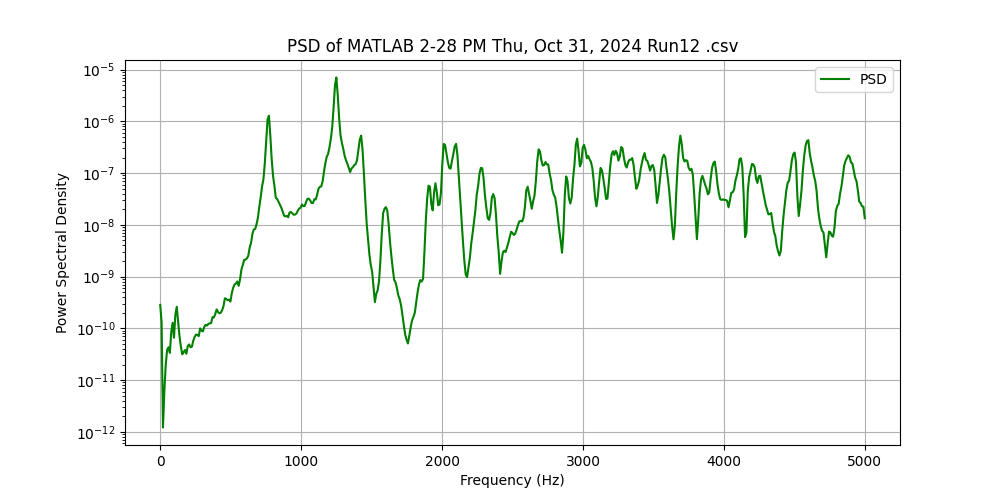 PSD of MATLAB 2-28 PM Thu, Oct 31, 2024 Run12 .csv
PSD
Power Spectral Density
10⁻⁵
10⁻⁶
10⁻⁷
10⁻⁸
10⁻⁹
10⁻¹⁰
10⁻¹¹
10⁻¹²
0 1000 2000 3000 4000 5000
Frequency (Hz)